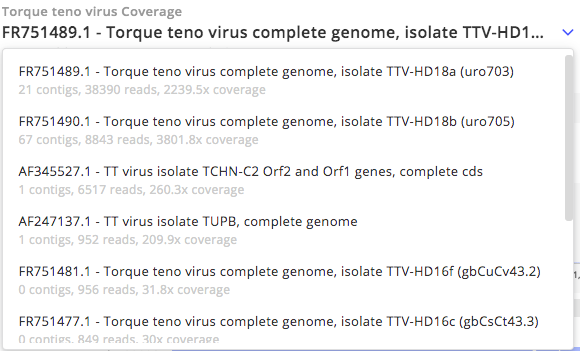 Torque teno virus Coverage
FR751489.1 - Torque teno virus complete genome, isolate TTV-HD1...
FR751489.1 - Torque teno virus complete genome, isolate TTV-HD18a (uro703)
21 contigs, 38390 reads, 2239.5x coverage
FR751490.1 - Torque teno virus complete genome, isolate TTV-HD18b (uro705)
67 contigs, 8843 reads, 3801.8x coverage
AF345527.1 - TT virus isolate TCHN-C2 Orf2 and Orf1 genes, complete cds
1 contigs, 6517 reads, 260.3x coverage
AF247137.1 - TT virus isolate TUPB, complete genome
1 contigs, 952 reads, 209.9x coverage
FR751481.1 - Torque teno virus complete genome, isolate TTV-HD16f (gbCuCv43.2)
0 contigs, 956 reads, 31.8x coverage
FR751477.1 - Torque teno virus complete genome, isolate TTV-HD16c (gbCsCt43.3)
0 contigs, 849 reads, 30x coverage